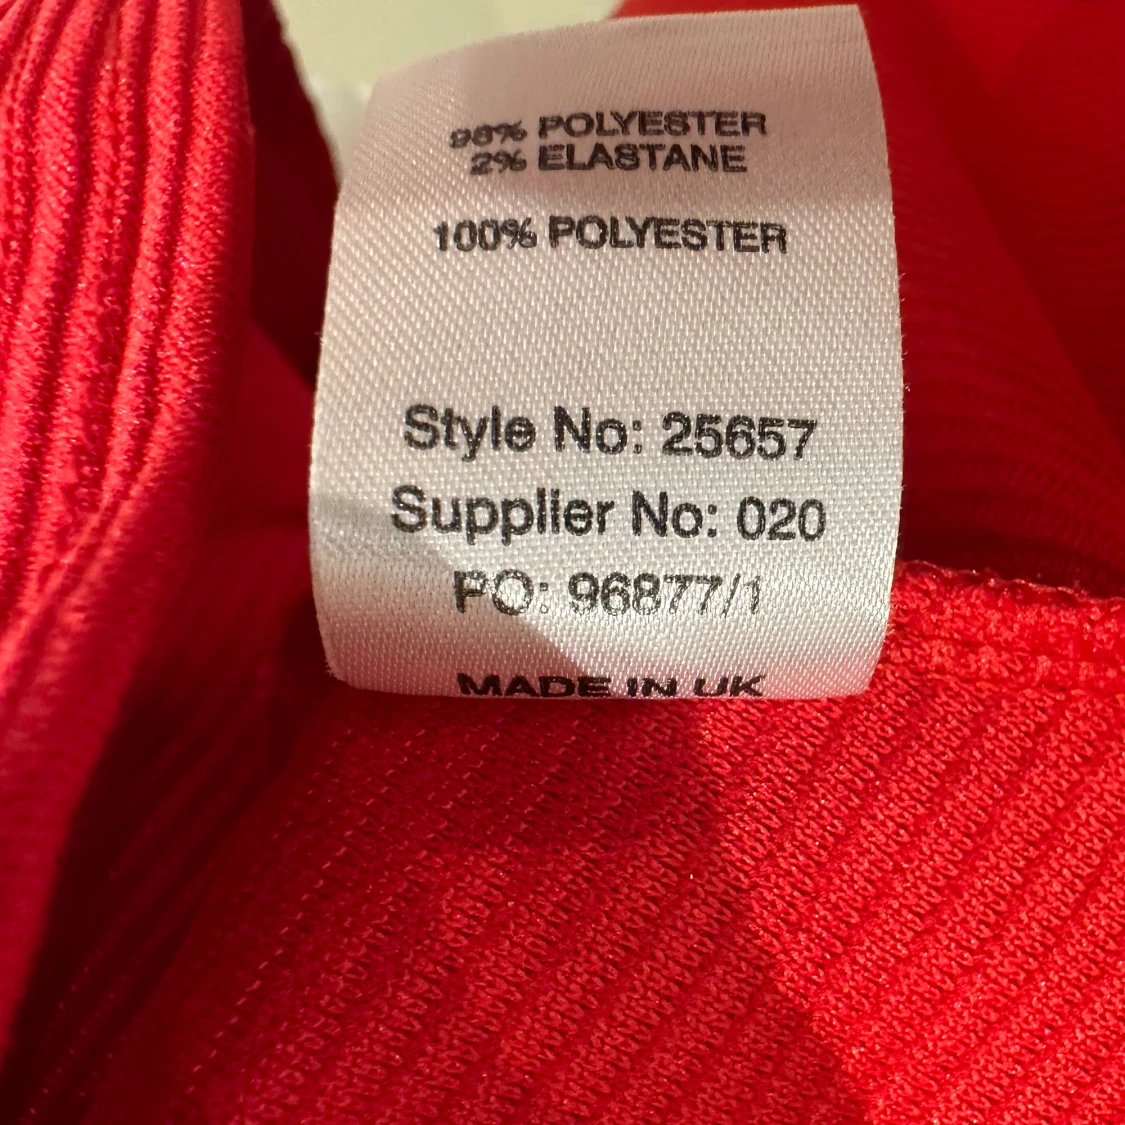 98% POLYESTER
2% ELASTANE
100% POLYESTER
Style No: 25657
Supplier No: 020
PO: 96877/1
MADE IN UK